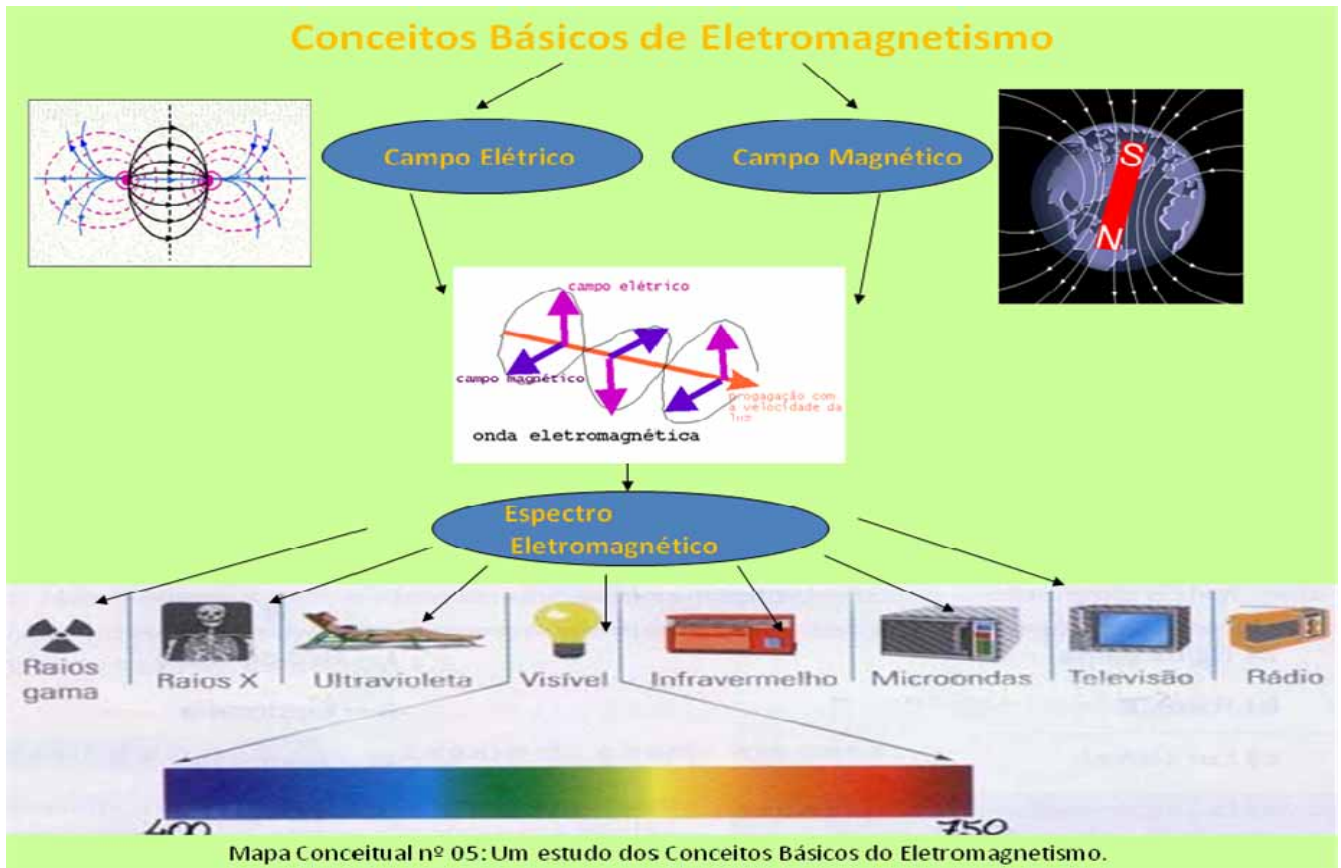 Conceitos Básicos de Eletromagnetismo
Campo Elétrico
Campo Magnético
S
N
campo elétrico
campo magnético
progagação com
a velocidade da
luz
onda eletromagnética
Espectro
Eletromagnético
Raios
gama
Raios X
Ultravioleta
Visível
Infravermelho
Microondas
Televisão
Rádio
400
750
Mapa Conceitual nº 05: Um estudo dos Conceitos Básicos do Eletromagnetismo.